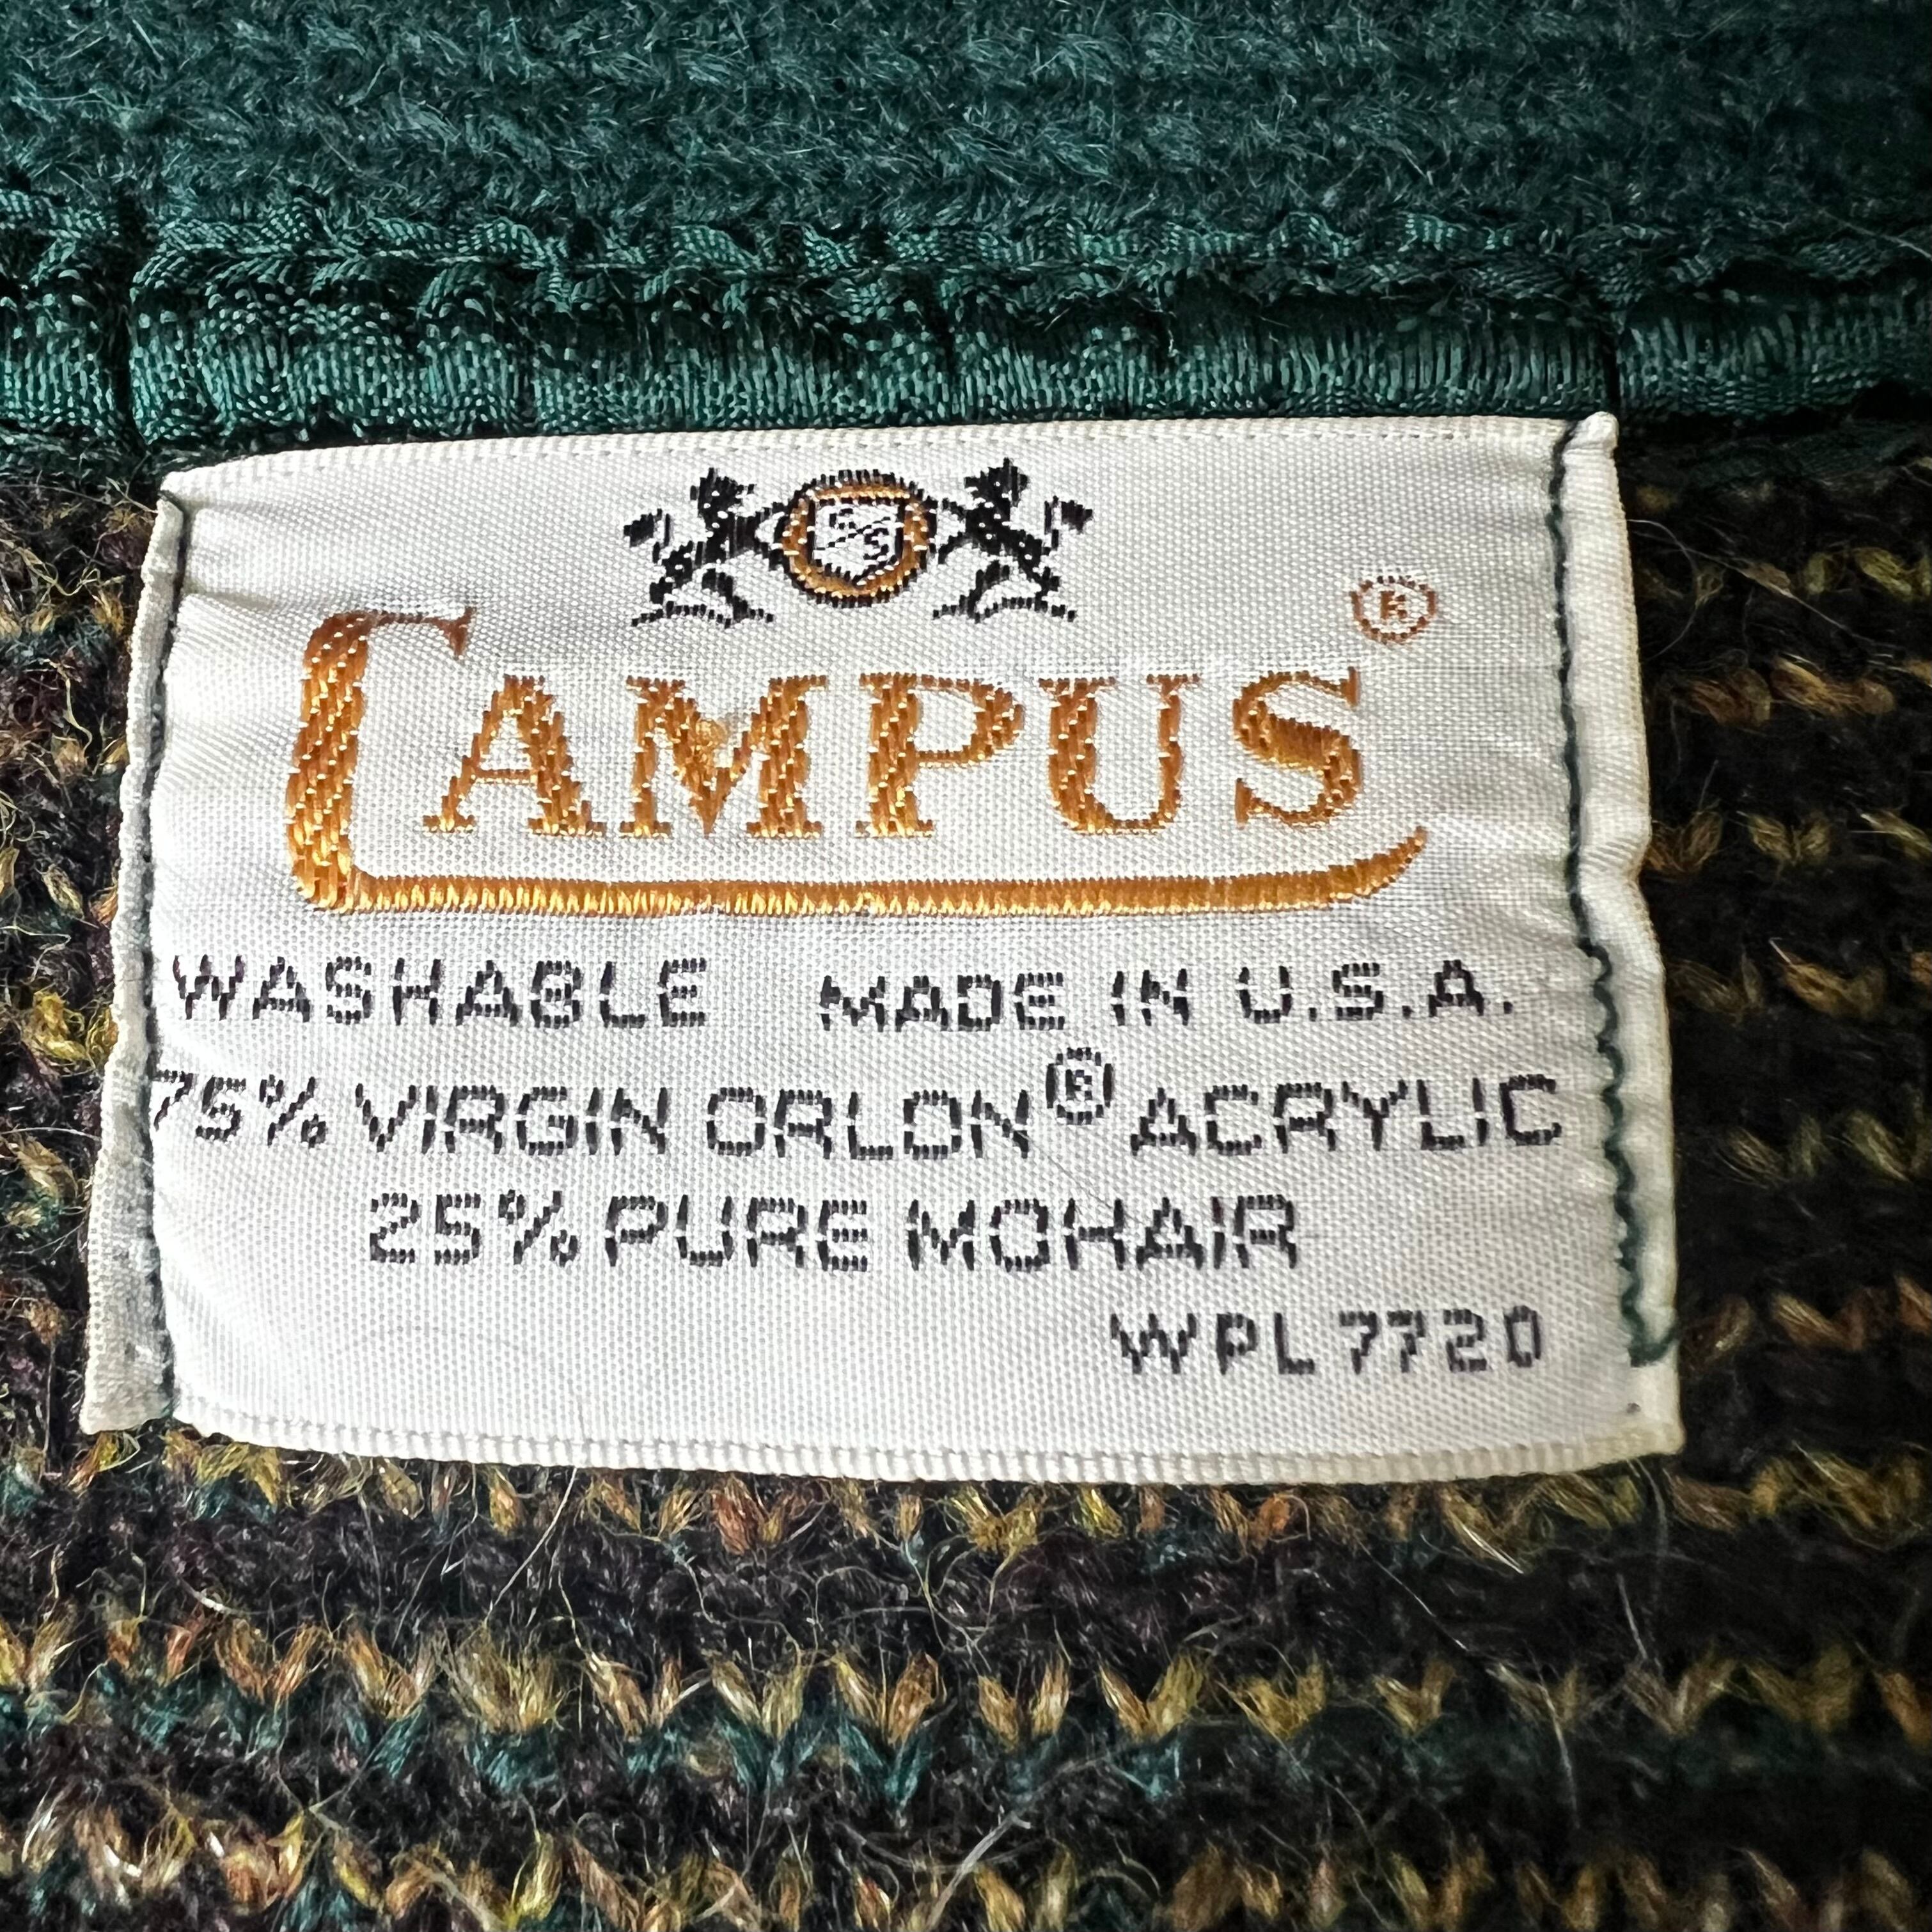 CAMPUS®
WASHABLE MADE IN U.S.A.
75% VIRGIN ORLON® ACRYLIC
25% PURE MOHAIR
WPL 7720